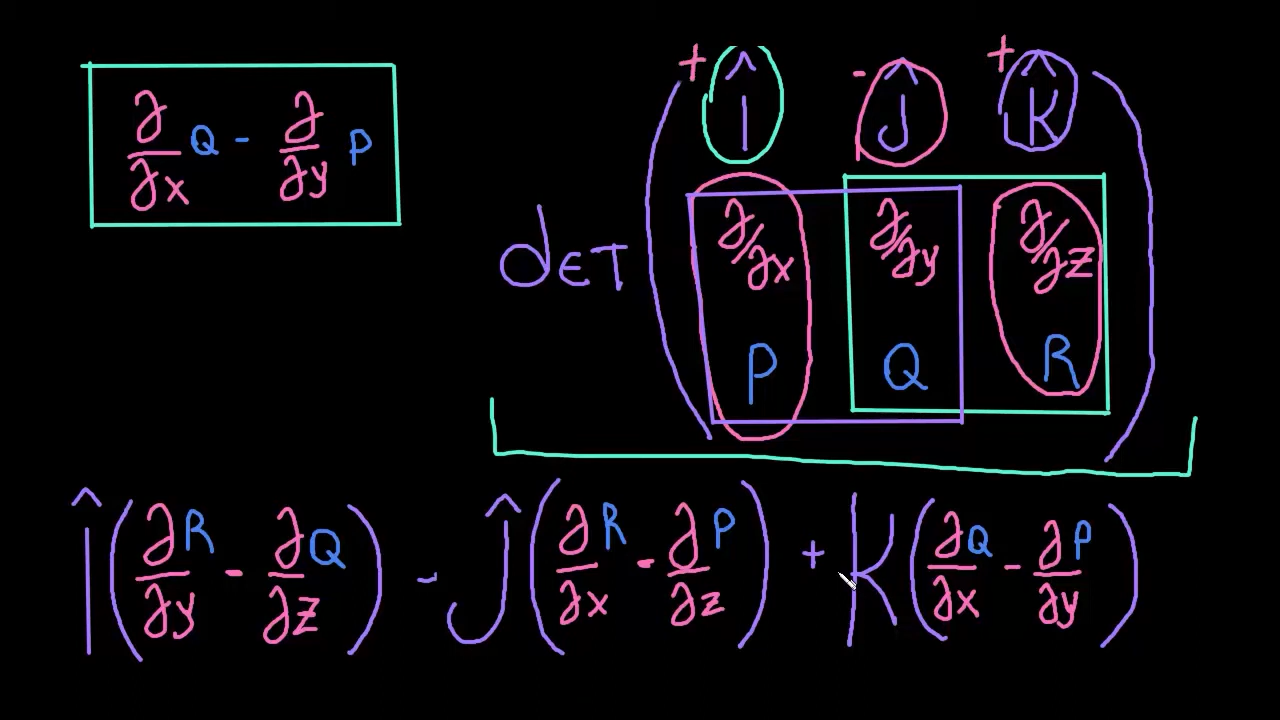 ∂/∂x Q - ∂/∂y P
+ î - ĵ + k̂
det ( ∂/∂x ∂/∂y ∂/∂z
P Q R )
î (∂R/∂y - ∂Q/∂z) - ĵ (∂R/∂x - ∂P/∂z) + k (∂Q/∂x - ∂P/∂y)